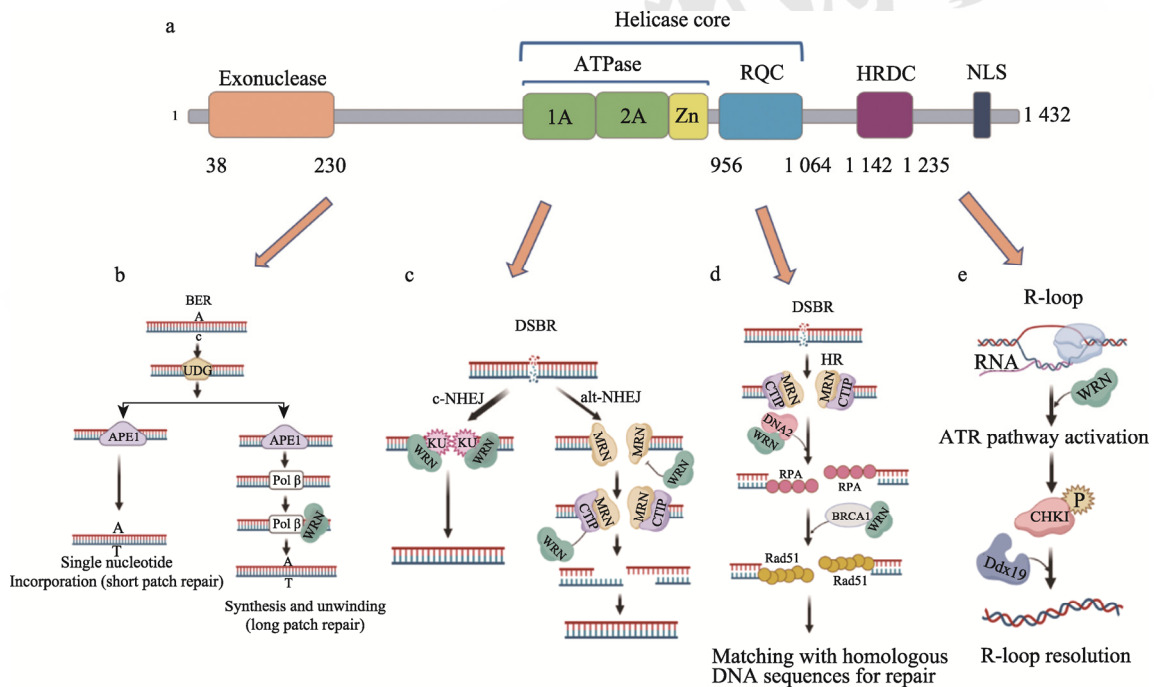 a
Helicase core
ATPase
Exonuclease
RQC
HRDC
NLS
1
1A
2A
Zn
1 432
38
230
956
1 064
1 142
1 235
b
BER
A
c
UDG
APE1
APE1
Pol β
Pol β
WRN
A
T
Single nucleotide
Incorporation (short patch repair)
A
T
Synthesis and unwinding
(long patch repair)
c
DSBR
c-NHEJ
alt-NHEJ
KU
KU
WRN
WRN
MRN
MRN
WRN
CTIP
MRN
MRN
CTIP
WRN
d
DSBR
HR
CTIP
MRN
MRN
CTIP
DNA2
WRN
RPA
RPA
BRCA1
WRN
Rad51
Rad51
Matching with homologous
DNA sequences for repair
e
R-loop
RNA
WRN
ATR pathway activation
P
CHKI
Ddx19
R-loop resolution